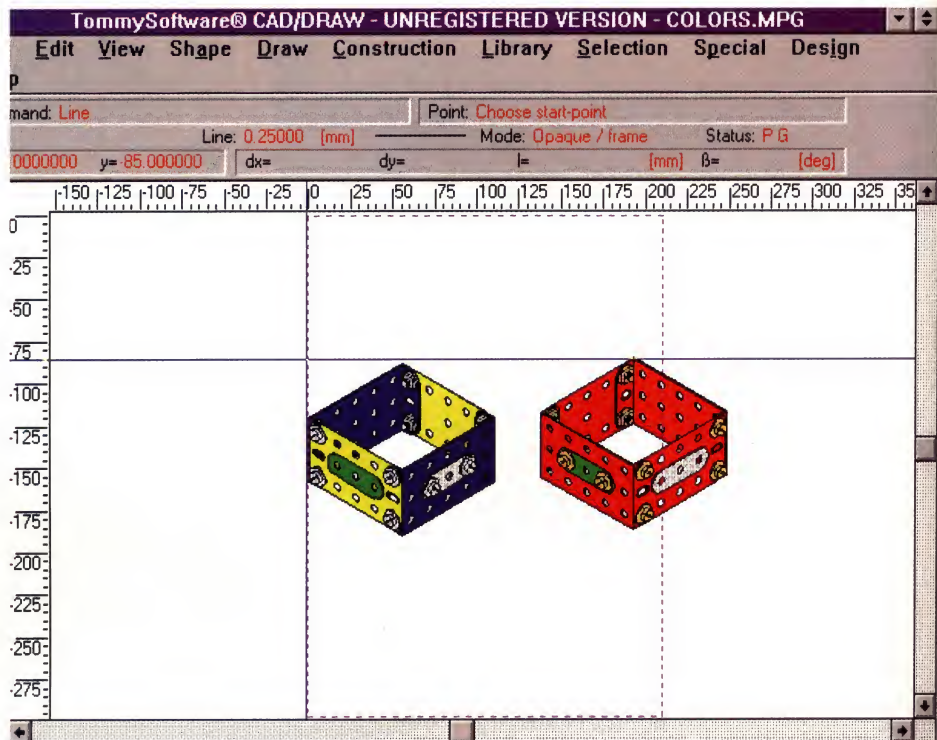 TommySoftware® CAD/DRAW - UNREGISTERED VERSION - COLORS.MPG
Edit View Shape Draw Construction Library Selection Special Design
p
mand: Line Point: Choose start-point
Line: 0.25000 [mm] Mode: Opaque / frame Status: P G
0000000 y= -85.000000 dx= dy= l= [mm] ß= [deg]
-150 -125 -100 -75 -50 -25 0 25 50 75 100 125 150 175 200 225 250 275 300 325 35
0
-25
-50
-75
-100
-125
-150
-175
-200
-225
-250
-275